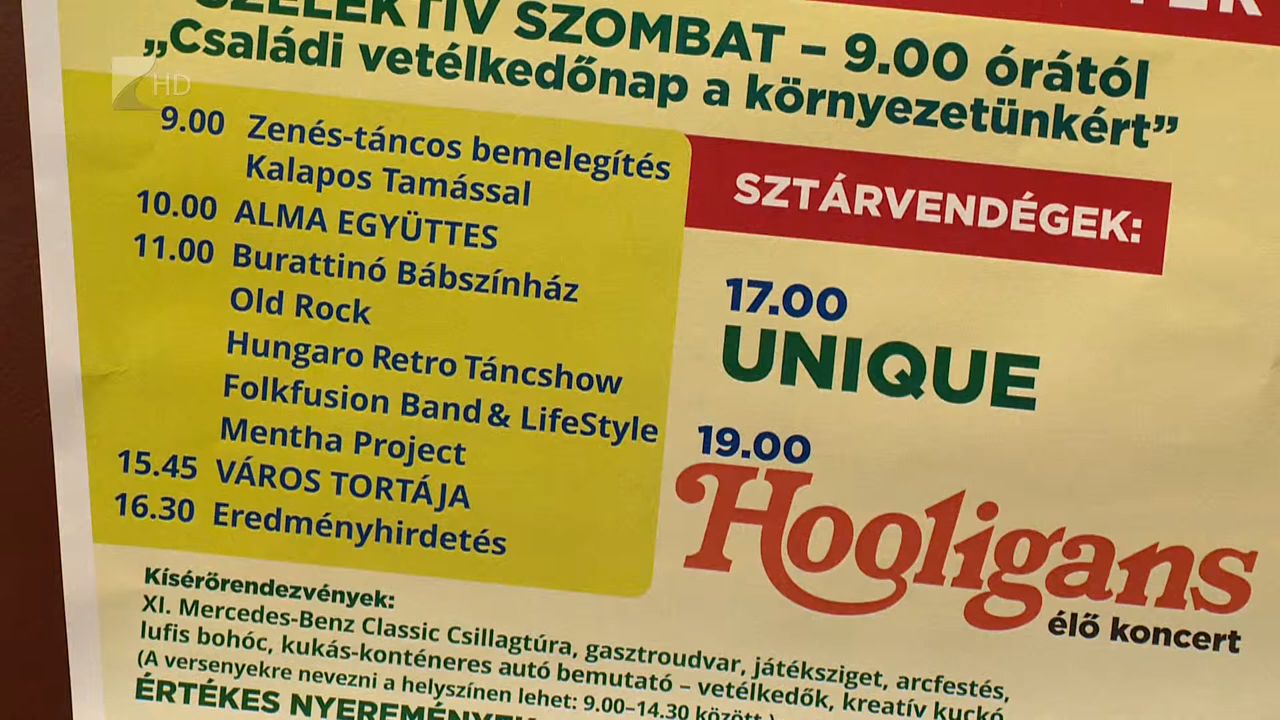 SZELEKTÍV SZOMBAT – 9.00 órától
„Családi vetélkedőnap a környezetünkért”
HD
9.00 Zenés-táncos bemelegítés
Kalapos Tamással
10.00 ALMA EGYÜTTES
11.00 Burattinó Bábszínház
Old Rock
Hungaro Retro Táncshow
Folkfusion Band & LifeStyle
Mentha Project
15.45 VÁROS TORTÁJA
16.30 Eredményhirdetés
SZTÁRVENDÉGEK:
17.00
UNIQUE
19.00
Hooligans
élő koncert
Kísérőrendezvények:
XI. Mercedes-Benz Classic Csillagtúra, gasztroudvar, játéksziget, arcfestés,
lufis bohóc, kukás-konténeres autó bemutató – vetélkedők, kreatív kuckó
(A versenyekre nevezni a helyszínen lehet: 9.00–14.30 között.)
ÉRTÉKES